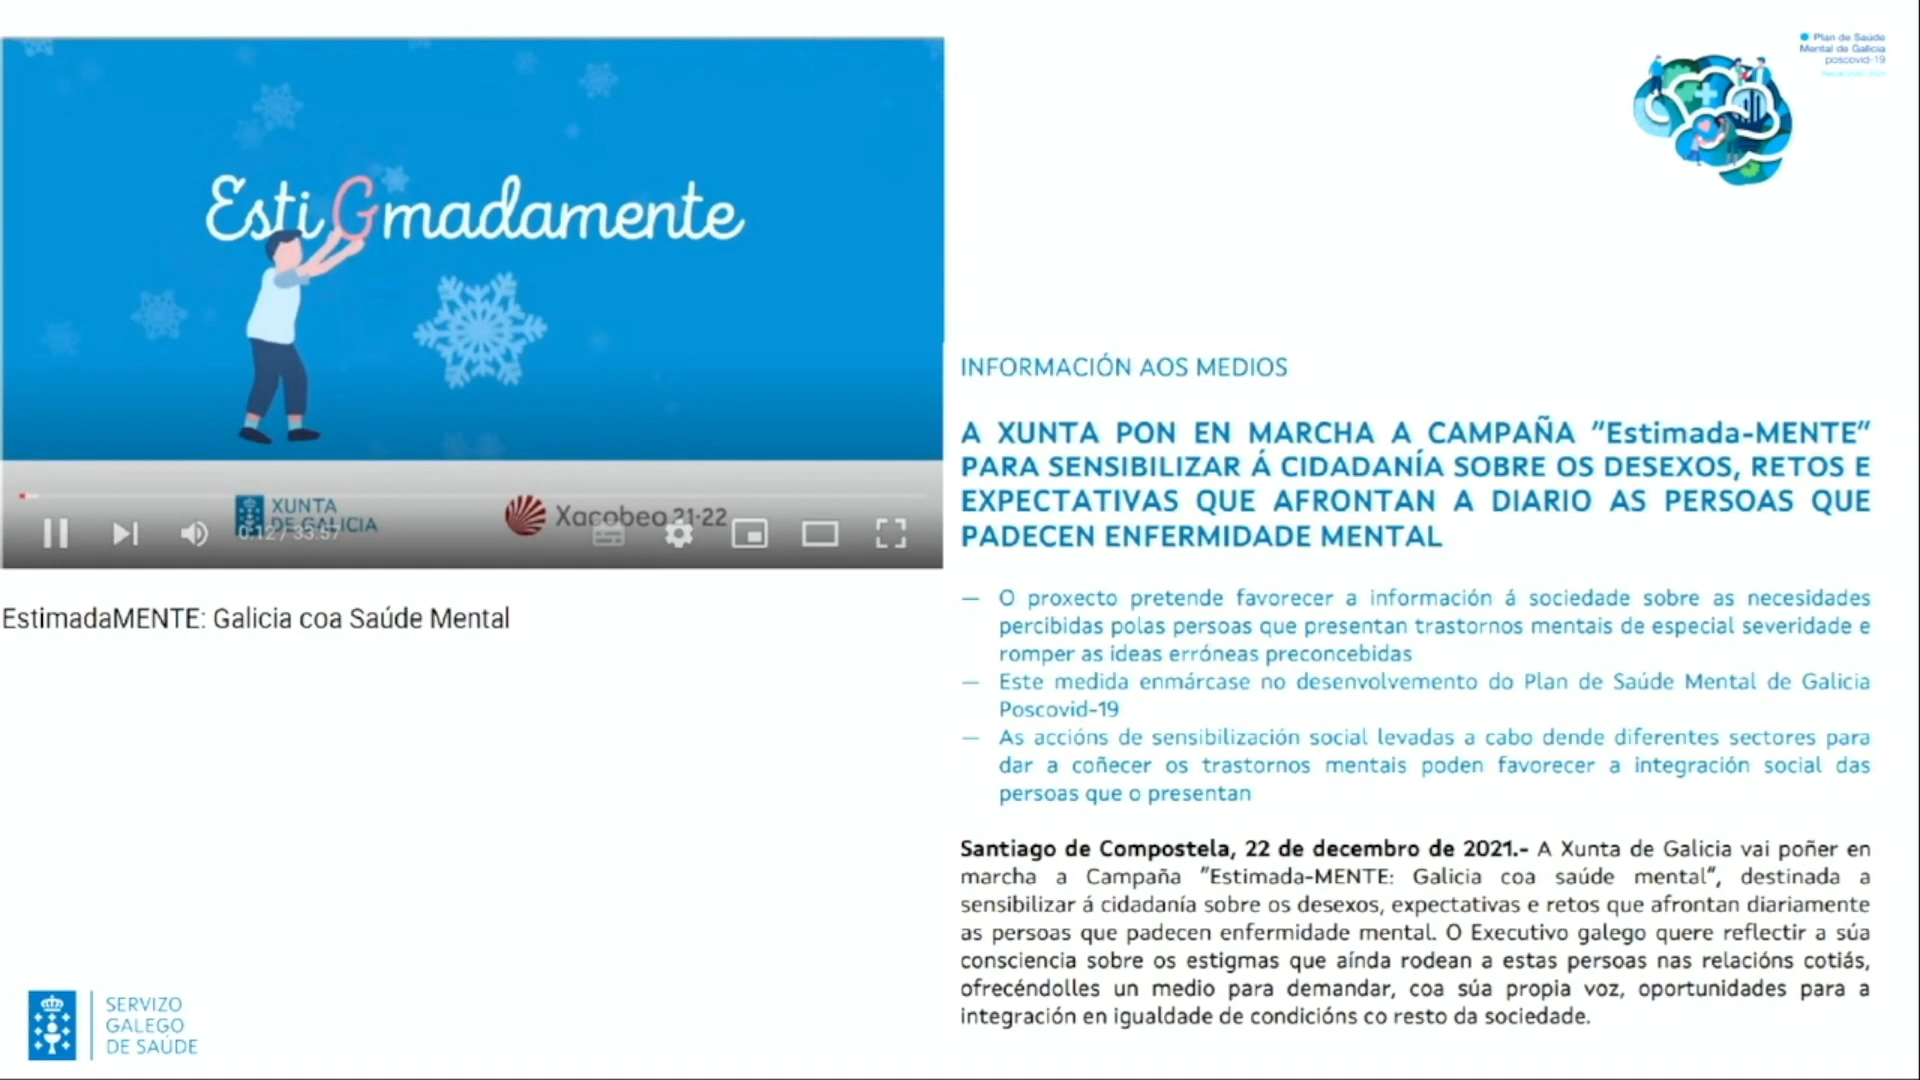 EstiGmadamente
XUNTA
DE GALICIA
Xacobeo 21·22
0:12 / 33:57
EstimadaMENTE: Galicia coa Saúde Mental
SERVIZO
GALEGO
DE SAÚDE
Plan de Saúde
Mental de Galicia
poscovid-19
INFORMACIÓN AOS MEDIOS
A XUNTA PON EN MARCHA A CAMPAÑA "Estimada-MENTE"
PARA SENSIBILIZAR Á CIDADANÍA SOBRE OS DESEXOS, RETOS E
EXPECTATIVAS QUE AFRONTAN A DIARIO AS PERSOAS QUE
PADECEN ENFERMIDADE MENTAL
— O proxecto pretende favorecer a información á sociedade sobre as necesidades
percibidas polas persoas que presentan trastornos mentais de especial severidade e
romper as ideas erróneas preconcebidas
— Este medida enmárcase no desenvolvemento do Plan de Saúde Mental de Galicia
Poscovid-19
— As accións de sensibilización social levadas a cabo dende diferentes sectores para
dar a coñecer os trastornos mentais poden favorecer a integración social das
persoas que o presentan
Santiago de Compostela, 22 de decembro de 2021.- A Xunta de Galicia vai poñer en
marcha a Campaña "Estimada-MENTE: Galicia coa saúde mental", destinada a
sensibilizar á cidadanía sobre os desexos, expectativas e retos que afrontan diariamente
as persoas que padecen enfermidade mental. O Executivo galego quere reflectir a súa
consciencia sobre os estigmas que aínda rodean a estas persoas nas relacións cotiás,
ofrecéndolles un medio para demandar, coa súa propia voz, oportunidades para a
integración en igualdade de condicións co resto da sociedade.